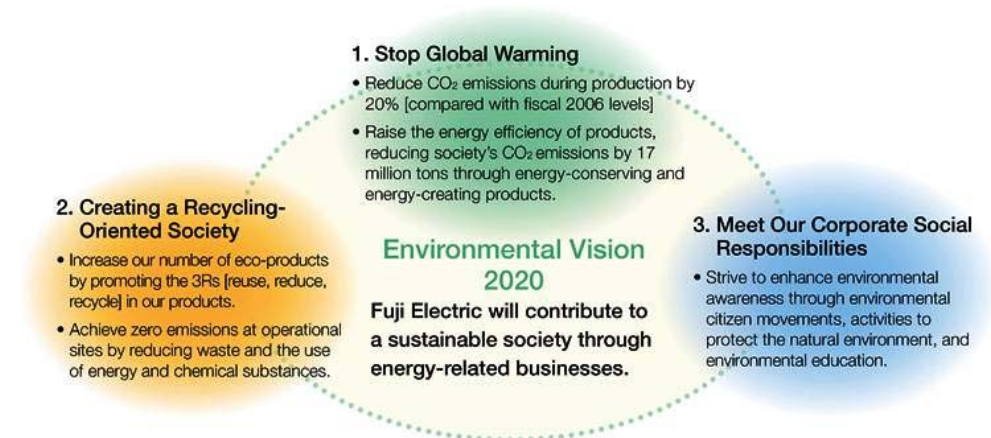 1. Stop Global Warming
• Reduce CO₂ emissions during production by
20% [compared with fiscal 2006 levels]
• Raise the energy efficiency of products,
reducing society's CO₂ emissions by 17
million tons through energy-conserving and
energy-creating products.
2. Creating a Recycling-
Oriented Society
• Increase our number of eco-products
by promoting the 3Rs [reuse, reduce,
recycle] in our products.
• Achieve zero emissions at operational
sites by reducing waste and the use
of energy and chemical substances.
Environmental Vision
2020
Fuji Electric will contribute to
a sustainable society through
energy-related businesses.
3. Meet Our Corporate Social
Responsibilities
• Strive to enhance environmental
awareness through environmental
citizen movements, activities to
protect the natural environment, and
environmental education.